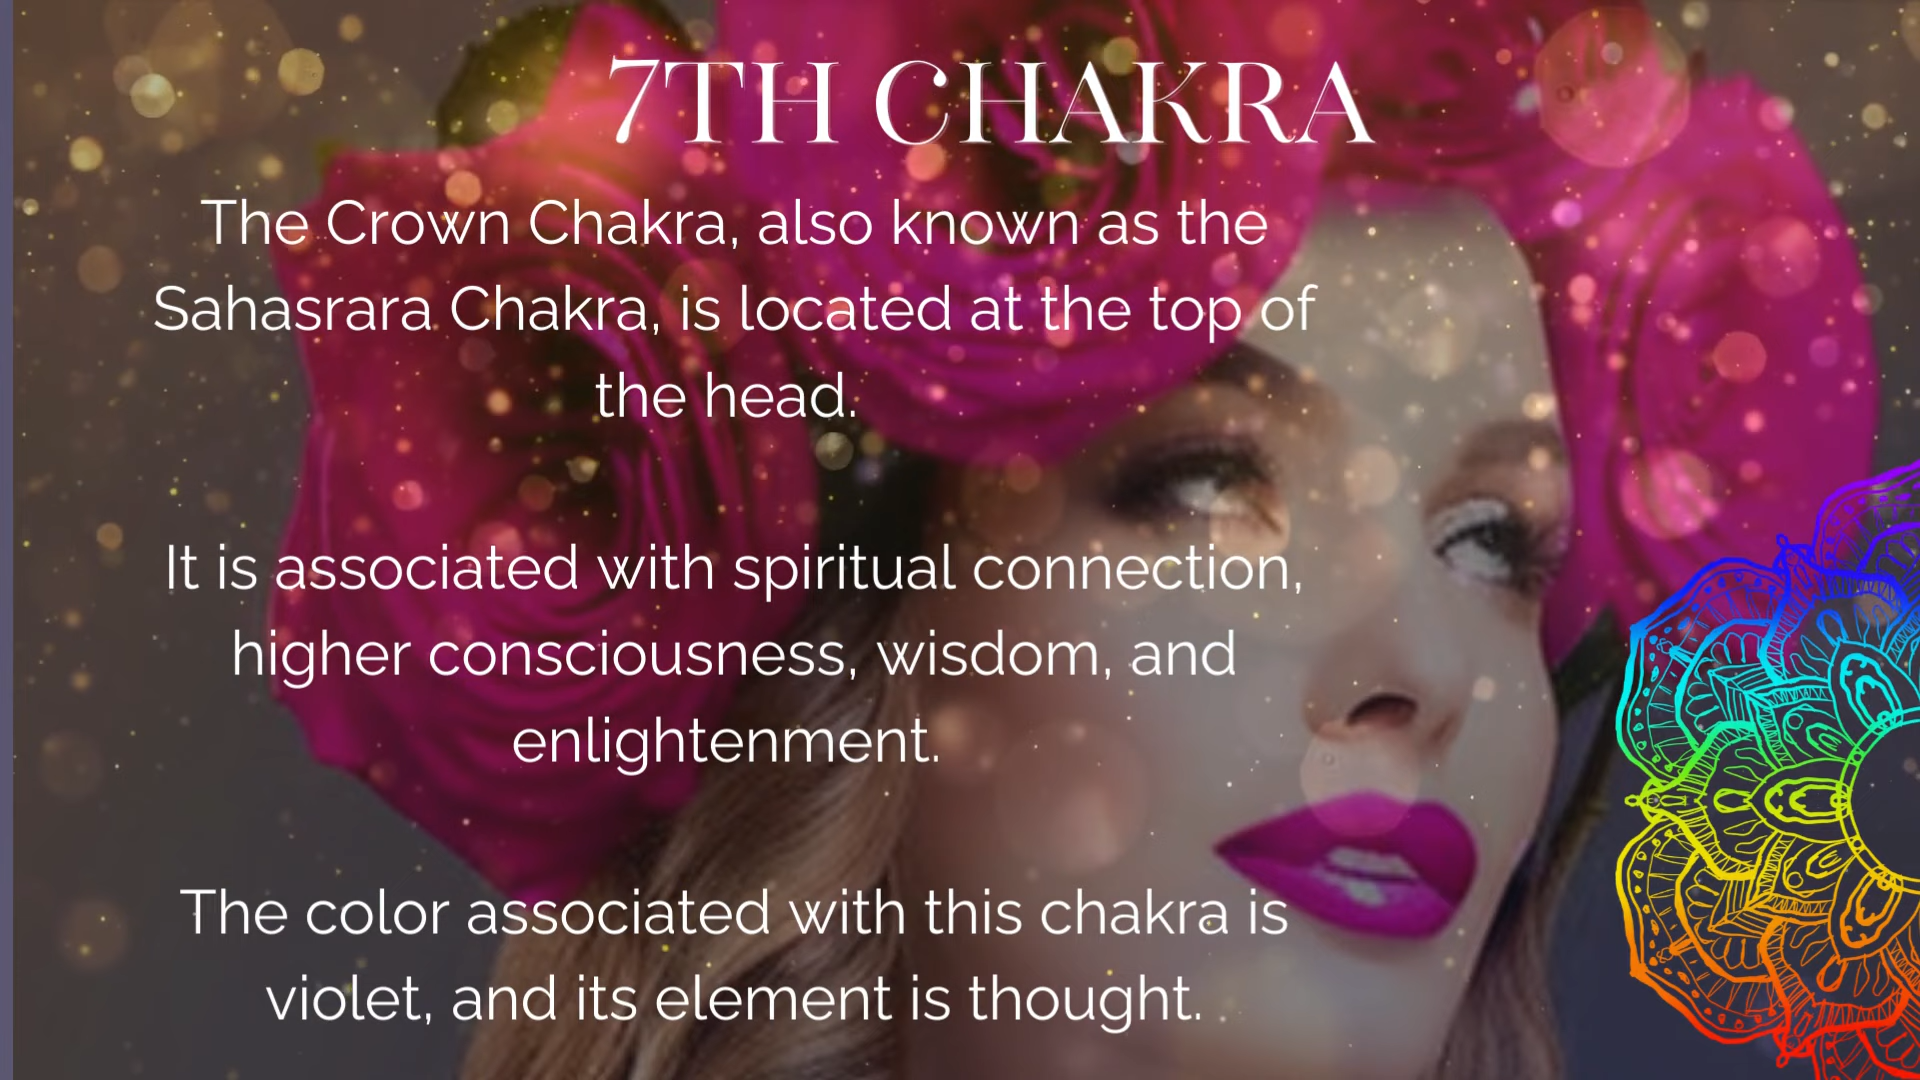 7TH CHAKRA
The Crown Chakra, also known as the
Sahasrara Chakra, is located at the top of
the head.
It is associated with spiritual connection,
higher consciousness, wisdom, and
enlightenment.
The color associated with this chakra is
violet, and its element is thought.